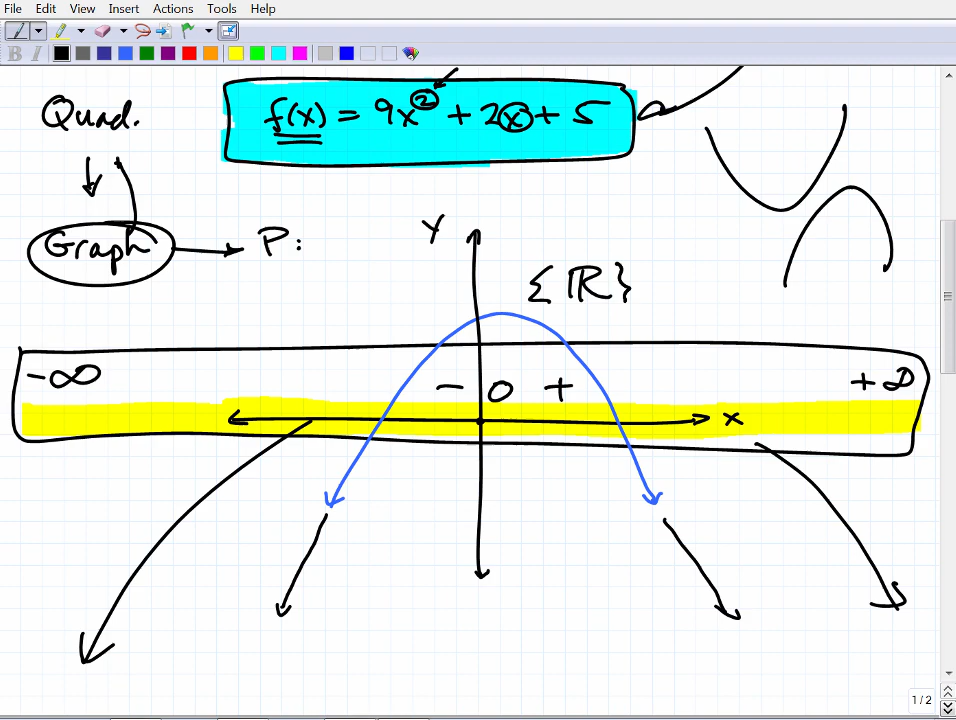 File Edit View Insert Actions Tools Help
B I
Quad.
f(x) = 9x² + 2x + 5
Graph → P:
Y
{ℝ}
-∞ - 0 + +∞
x
1 / 2